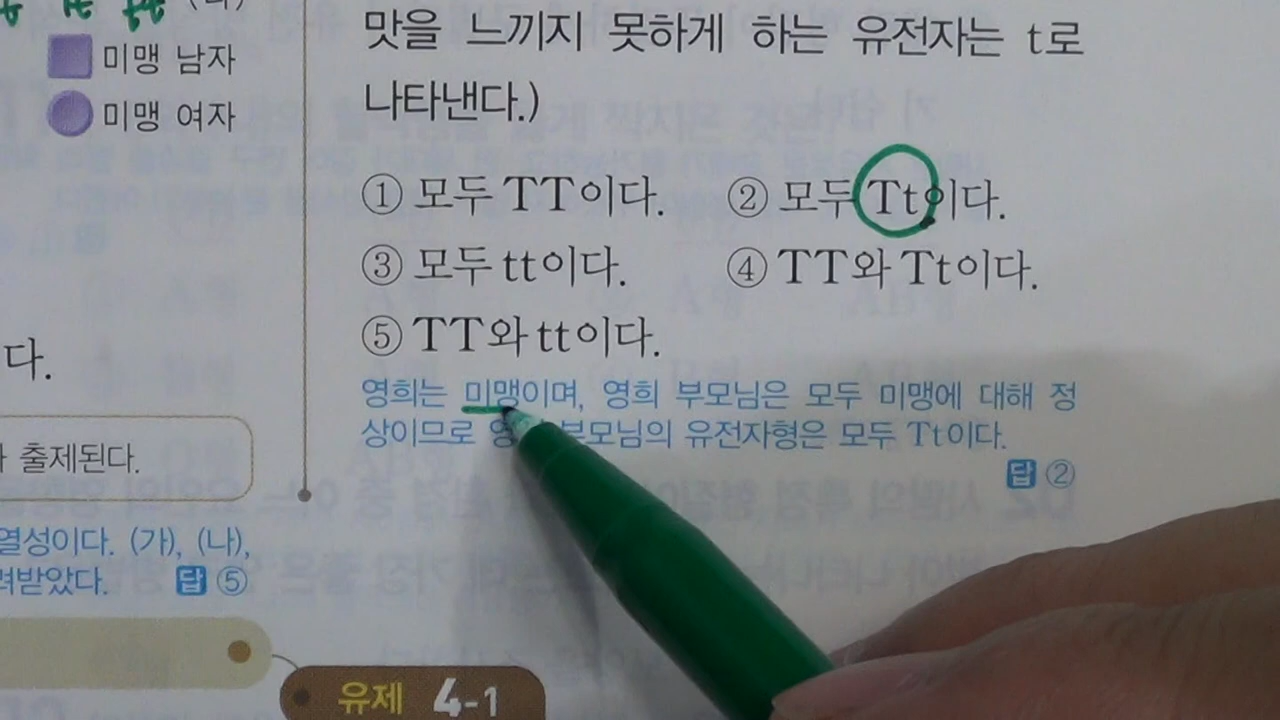 미맹 남자
미맹 여자
다.
출제된다.
열성이다. (가), (나),
려받았다. 답 ⑤
맛을 느끼지 못하게 하는 유전자는 t로
나타낸다.)
① 모두 TT이다. ② 모두 Tt이다.
③ 모두 tt이다. ④ TT와 Tt이다.
⑤ TT와 tt이다.
영희는 미맹이며, 영희 부모님은 모두 미맹에 대해 정
상이므로 부모님의 유전자형은 모두 Tt이다.
답 ②
유제 4-1